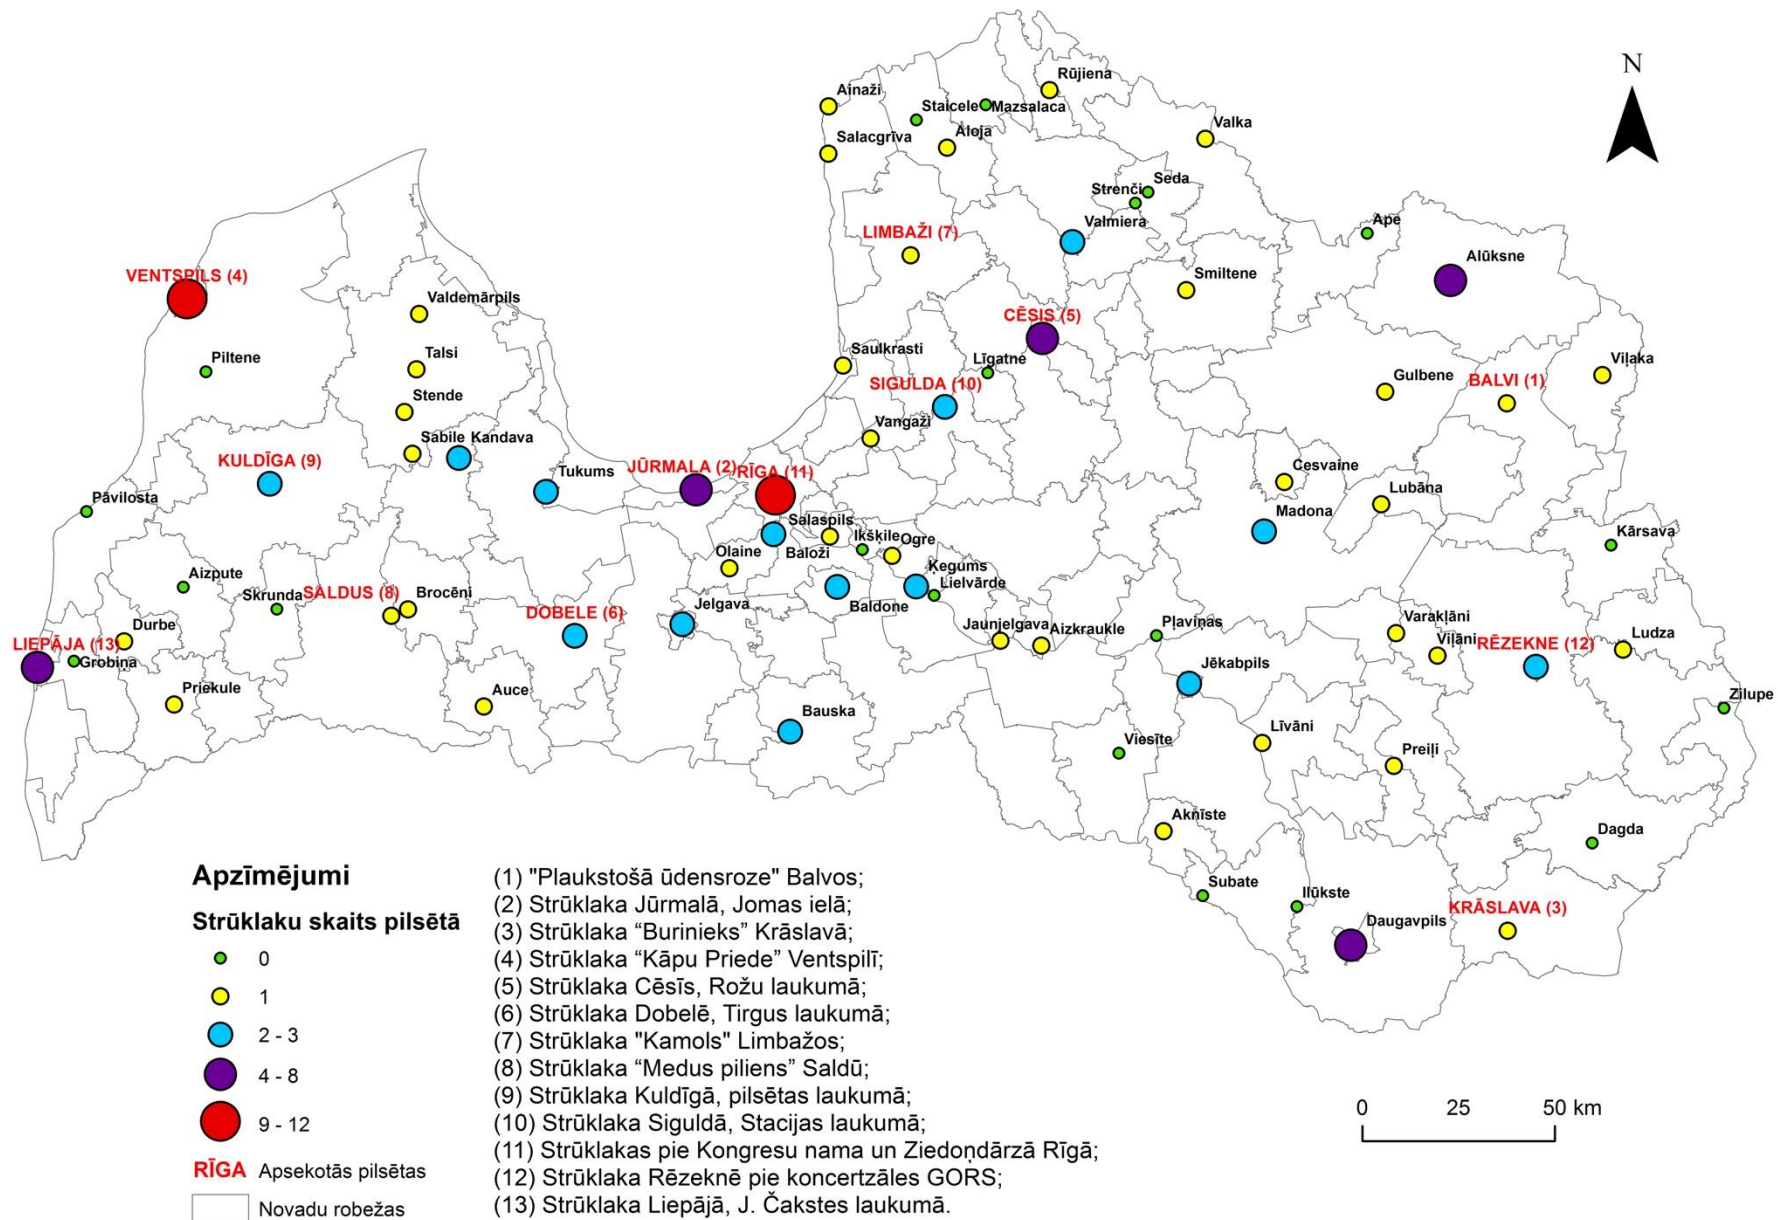 N
Rūjiena
Ainaži
Staicele
Mazsalaca
Aloja
Salacgrīva
Valka
Seda
Strenči
Valmiera
Ape
LIMBAŽI (7)
Alūksne
Smiltene
VENTSPILS (4)
Valdemārpils
CĒSIS (5)
Talsi
Saulkrasti
Līgatne
Piltene
Viļaka
SIGULDA (10)
Gulbene
BALVI (1)
Stende
Vangaži
Sabile
Kandava
KULDĪGA (9)
Tukums
JŪRMALA (2)
RĪGA (11)
Cesvaine
Lubāna
Pāvilosta
Madona
Salaspils
Ikšķile
Ogre
Kārsava
Olaine
Baloži
Ķegums
Lielvārde
Aizpute
Skrunda
SALDUS (8)
Brocēni
DOBELE (6)
Jelgava
Baldone
Durbe
Jaunjelgava
Aizkraukle
Pļaviņas
Varakļāni
Viļāni
RĒZEKNE (12)
Ludza
LIEPĀJA (13)
Grobiņa
Priekule
Auce
Jēkabpils
Zilupe
Bauska
Viesīte
Līvāni
Preiļi
Aknīste
Dagda
Subate
Ilūkste
Daugavpils
KRĀSLAVA (3)
Apzīmējumi
Strūklaku skaits pilsētā
0
1
2 - 3
4 - 8
9 - 12
RĪGA Apsekotās pilsētas
Novadu robežas
(1) "Plaukstošā ūdensroze" Balvos;
(2) Strūklaka Jūrmalā, Jomas ielā;
(3) Strūklaka “Burinieks” Krāslavā;
(4) Strūklaka “Kāpu Priede” Ventspilī;
(5) Strūklaka Cēsīs, Rožu laukumā;
(6) Strūklaka Dobelē, Tirgus laukumā;
(7) Strūklaka "Kamols" Limbažos;
(8) Strūklaka “Medus piliens” Saldū;
(9) Strūklaka Kuldīgā, pilsētas laukumā;
(10) Strūklaka Siguldā, Stacijas laukumā;
(11) Strūklakas pie Kongresu nama un Ziedoņdārzā Rīgā;
(12) Strūklaka Rēzeknē pie koncertzāles GORS;
(13) Strūklaka Liepājā, J. Čakstes laukumā.
0 25 50 km